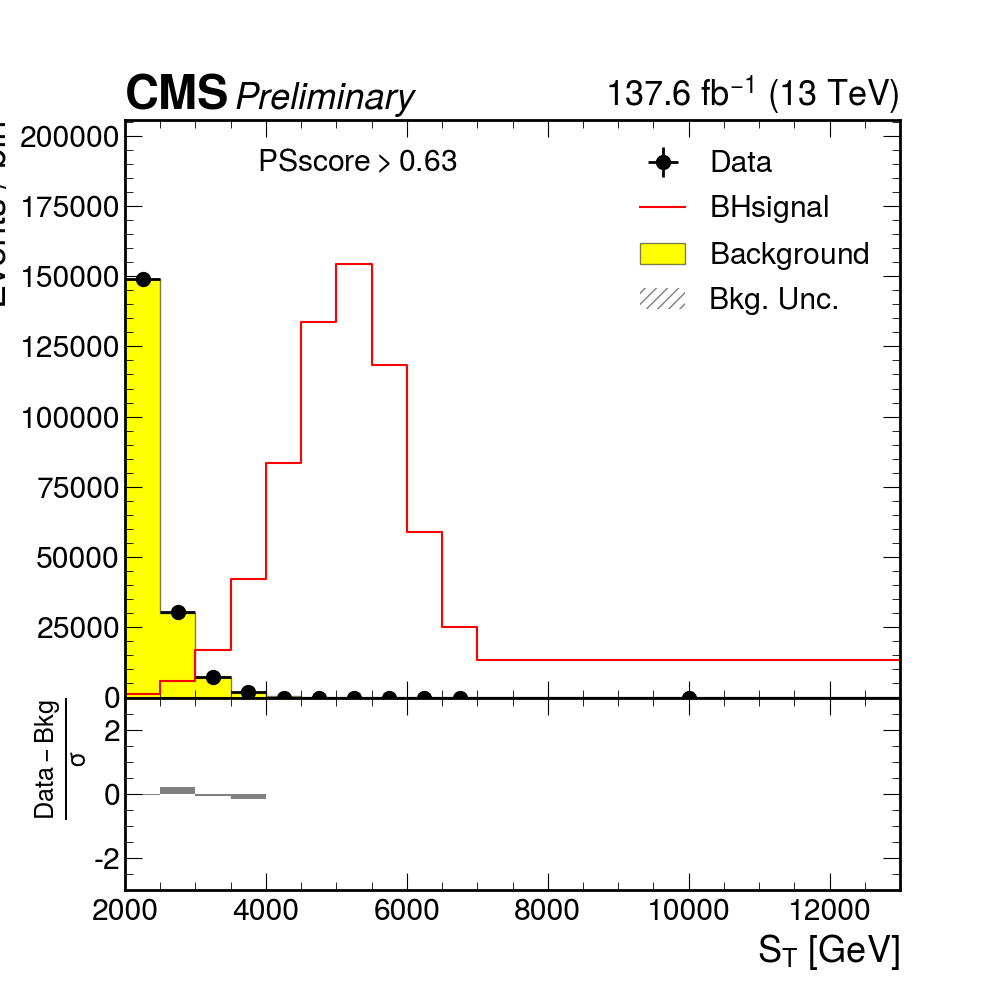 CMS Preliminary 137.6 fb⁻¹ (13 TeV)
PSscore > 0.63
Data
BHsignal
Background
Bkg. Unc.
200000
175000
150000
125000
100000
75000
50000
25000
0
Data – Bkg
σ
2
0
-2
2000 4000 6000 8000 10000 12000
S_T [GeV]